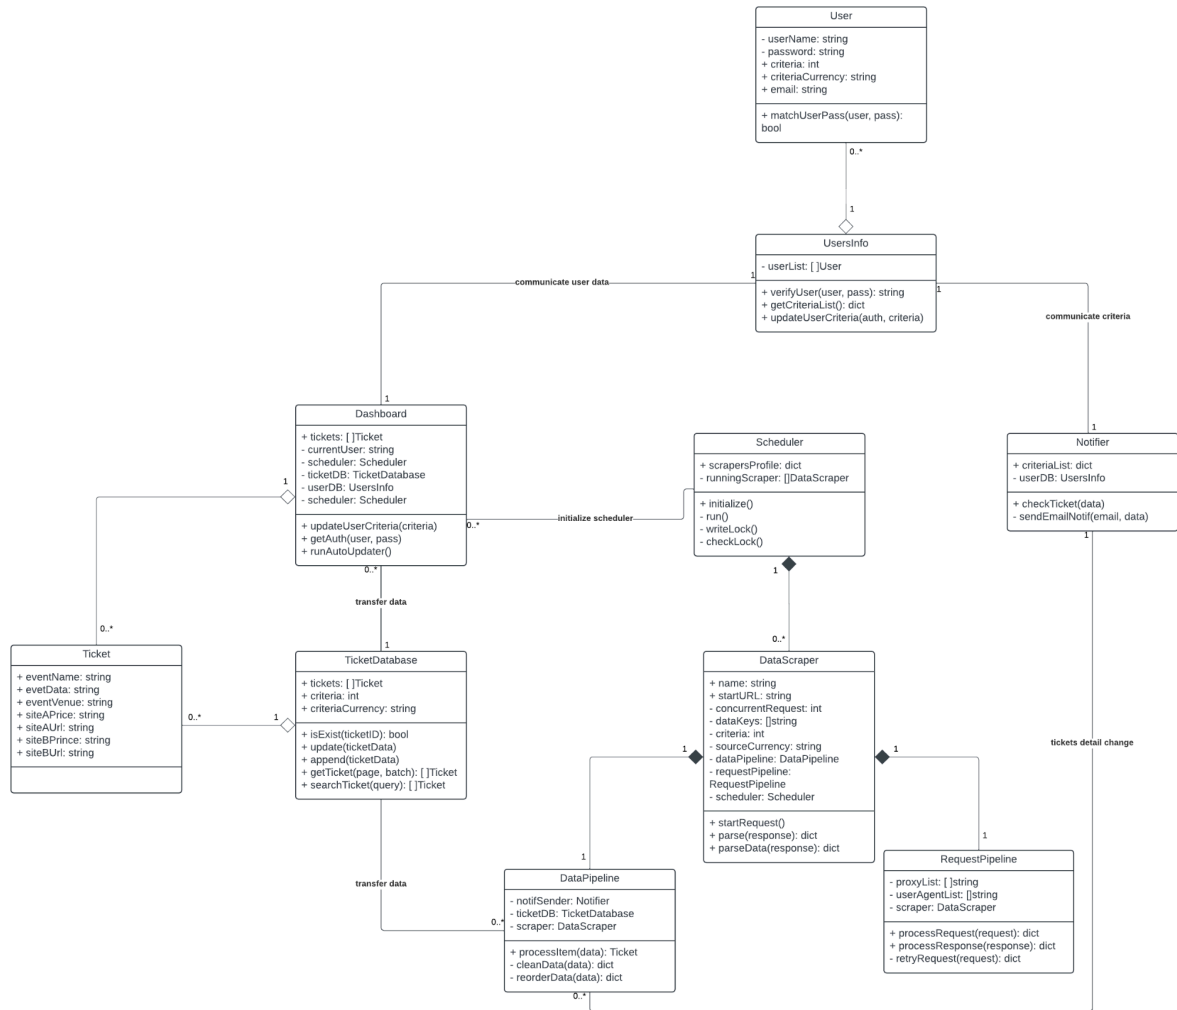 User
- userName: string
- password: string
+ criteria: int
+ criteriaCurrency: string
+ email: string
+ matchUserPass(user, pass):
bool
0..*
1
UsersInfo
- userList: [ ]User
+ verifyUser(user, pass): string
+ getCriteriaList(): dict
+ updateUserCriteria(auth, criteria)
1
1
communicate user data
communicate criteria
1
1
Dashboard
+ tickets: [ ]Ticket
- currentUser: string
- scheduler: Scheduler
- ticketDB: TicketDatabase
- userDB: UsersInfo
- scheduler: Scheduler
+ updateUserCriteria(criteria)
+ getAuth(user, pass)
+ runAutoUpdater()
1
0..*
initialize scheduler
0..*
transfer data
1
0..*
Scheduler
+ scrapersProfile: dict
- runningScraper: []DataScraper
+ initialize()
- run()
- writeLock()
- checkLock()
1
0..*
Notifier
+ criteriaList: dict
- userDB: UsersInfo
+ checkTicket(data)
- sendEmailNotif(email, data)
1
tickets detail change
Ticket
+ eventName: string
+ evetData: string
+ eventVenue: string
+ siteAPrice: string
+ siteAUrl: string
+ siteBPrince: string
+ siteBUrl: string
0..*
1
TicketDatabase
+ tickets: [ ]Ticket
+ criteria: int
+ criteriaCurrency: string
+ isExist(ticketID): bool
+ update(ticketData)
+ append(ticketData)
+ getTicket(page, batch): [ ]Ticket
+ searchTicket(query): [ ]Ticket
transfer data
0..*
DataScraper
+ name: string
+ startURL: string
- concurrentRequest: int
- dataKeys: []string
- criteria: int
- sourceCurrency: string
- dataPipeline: DataPipeline
- requestPipeline:
RequestPipeline
- scheduler: Scheduler
+ startRequest()
+ parse(response): dict
+ parseData(response): dict
1
1
1
1
DataPipeline
- notifSender: Notifier
- ticketDB: TicketDatabase
- scraper: DataScraper
+ processItem(data): Ticket
- cleanData(data): dict
- reorderData(data): dict
0..*
RequestPipeline
- proxyList: [ ]string
- userAgentList: []string
- scraper: DataScraper
+ processRequest(request): dict
+ processResponse(response): dict
- retryRequest(request): dict